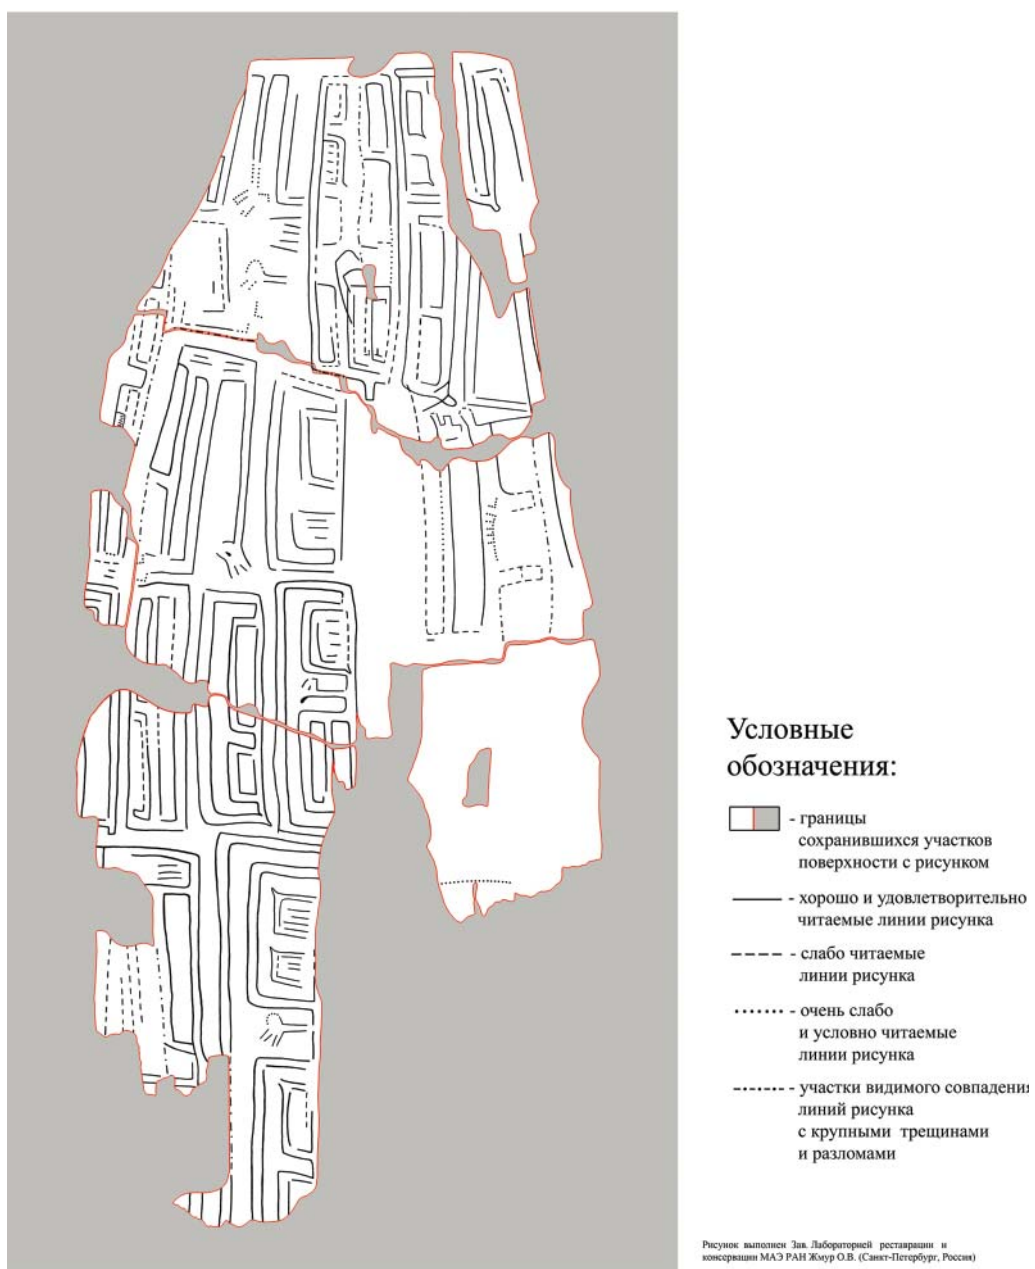 Условные
обозначения:
- границы
сохранившихся участков
поверхности с рисунком
- хорошо и удовлетворительно
читаемые линии рисунка
- слабо читаемые
линии рисунка
- очень слабо
и условно читаемые
линии рисунка
- участки видимого совпадения
линий рисунка
с крупными трещинами
и разломами
Рисунок выполнен Зав. Лабораторией реставрации и
консервации МАЭ РАН Жмур О.В. (Санкт-Петербург, Россия)